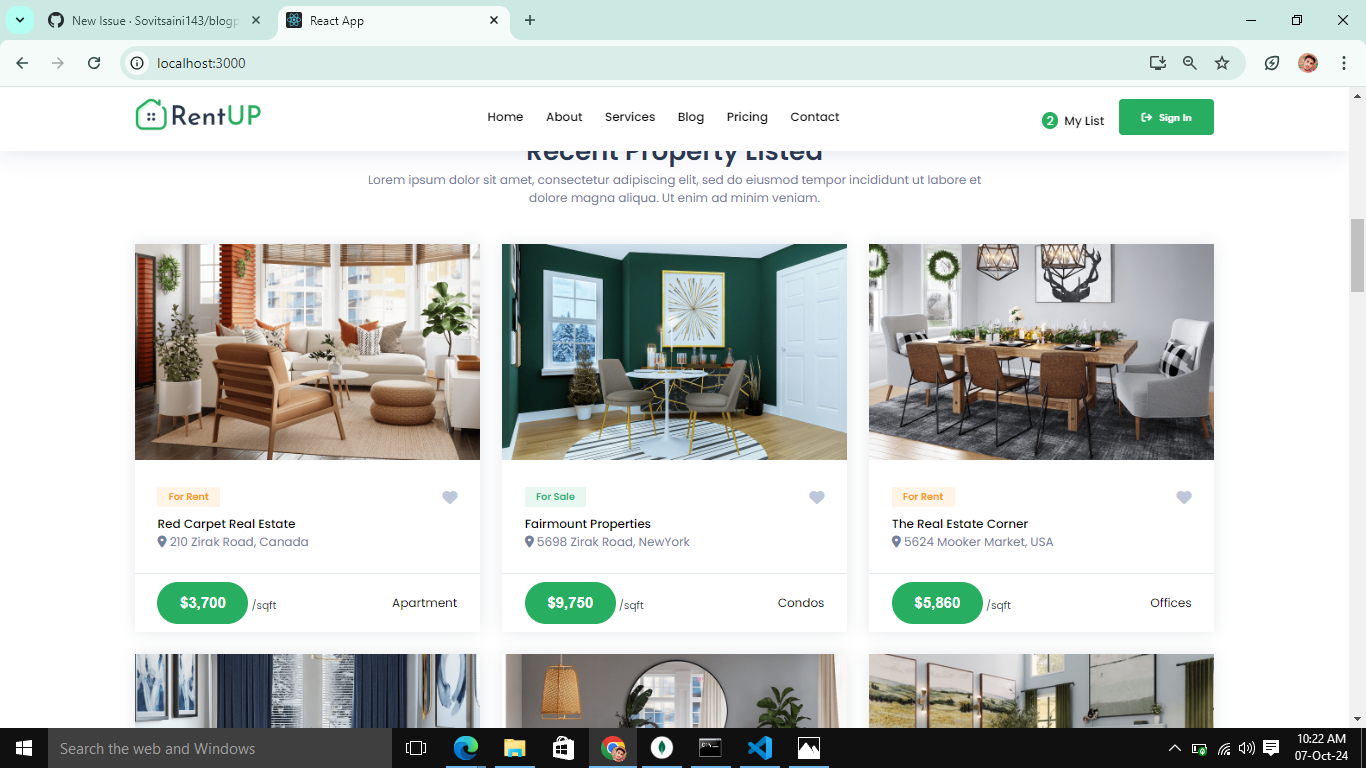 New Issue · Sovitsaini143/blogp
React App
localhost:3000
RentUP
Home About Services Blog Pricing Contact
2 My List
Sign In
Recent Property Listed
Lorem ipsum dolor sit amet, consectetur adipiscing elit, sed do eiusmod tempor incididunt ut labore et
dolore magna aliqua. Ut enim ad minim veniam.
For Rent
Red Carpet Real Estate
210 Zirak Road, Canada
$3,700 /sqft Apartment
For Sale
Fairmount Properties
5698 Zirak Road, NewYork
$9,750 /sqft Condos
For Rent
The Real Estate Corner
5624 Mooker Market, USA
$5,860 /sqft Offices
Search the web and Windows
10:22 AM
07-Oct-24